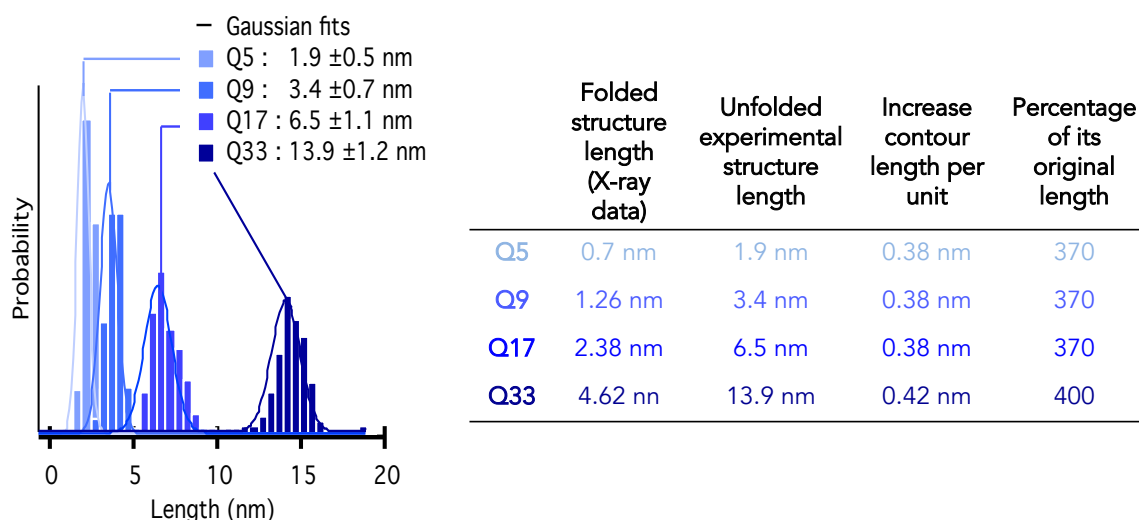 – Gaussian fits
Q5 : 1.9 ±0.5 nm
Q9 : 3.4 ±0.7 nm
Q17 : 6.5 ±1.1 nm
Q33 : 13.9 ±1.2 nm
Probability
0 5 10 15 20
Length (nm)
Folded
structure
length
(X-ray
data)
Unfolded
experimental
structure
length
Increase
contour
length per
unit
Percentage
of its
original
length
Q5 0.7 nm 1.9 nm 0.38 nm 370
Q9 1.26 nm 3.4 nm 0.38 nm 370
Q17 2.38 nm 6.5 nm 0.38 nm 370
Q33 4.62 nn 13.9 nm 0.42 nm 400